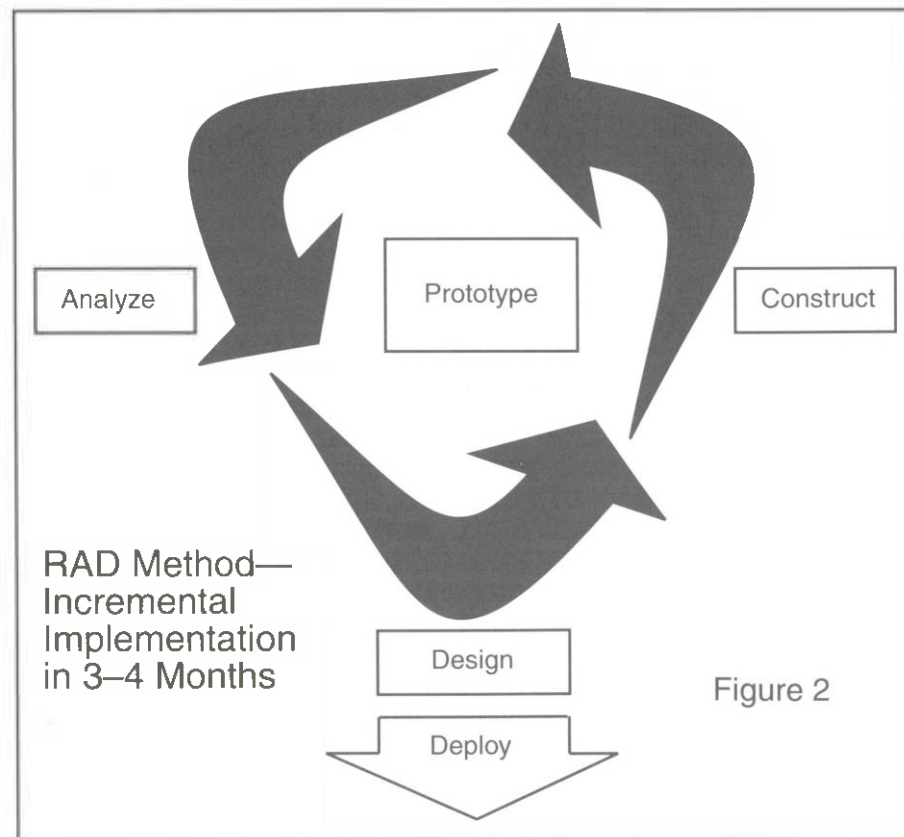 Analyze
Prototype
Construct
RAD Method—
Incremental
Implementation
in 3–4 Months
Design
Figure 2
Deploy